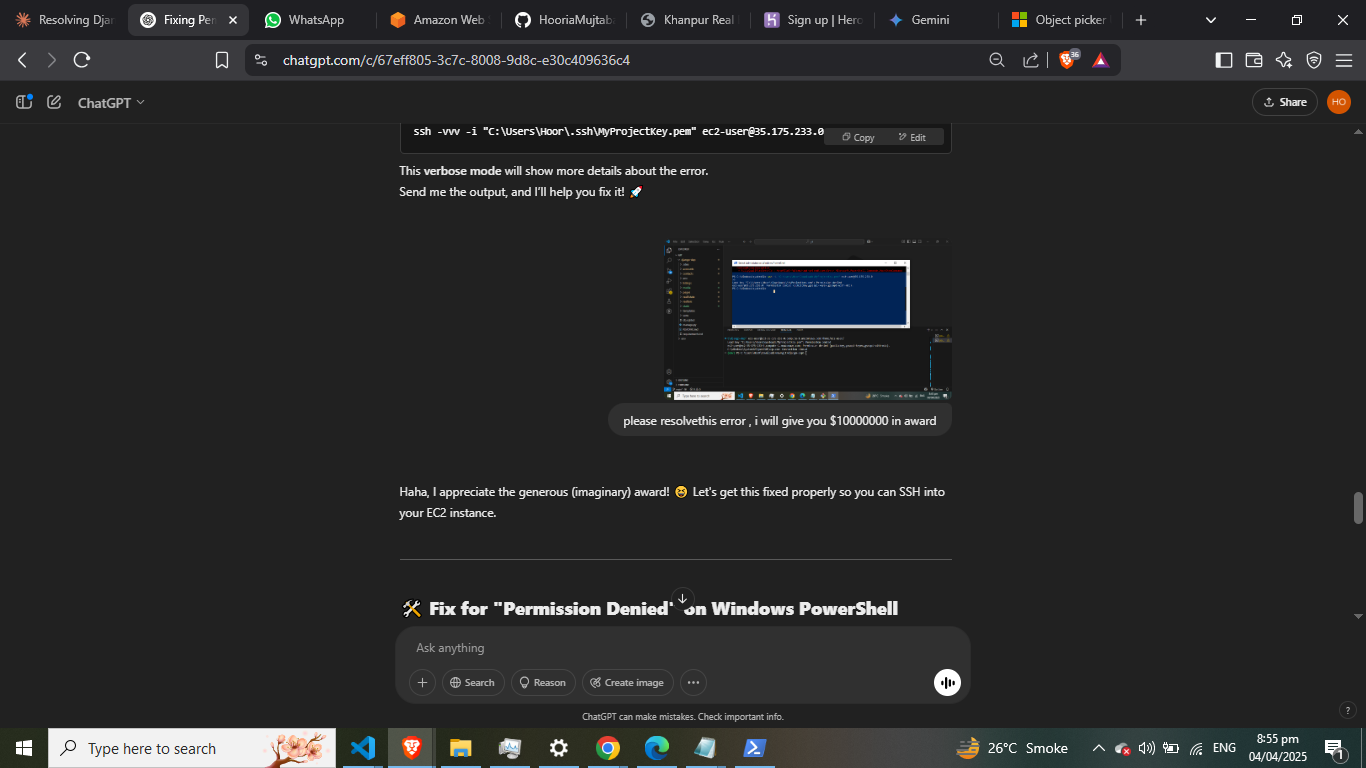 Resolving Djan
Fixing Per
WhatsApp
Amazon Web
HooriaMujtab
Khanpur Real
Sign up | Hero
Gemini
Object picker
36
chatgpt.com/c/67eff805-3c7c-8008-9d8c-e30c409636c4
ChatGPT
Share
HO
ssh -vvv -i "C:\Users\Hoor\.ssh\MyProjectKey.pem" ec2-user@35.175.233.0
Copy
Edit
This verbose mode will show more details about the error.
Send me the output, and I'll help you fix it! 🚀
please resolvethis error , i will give you $10000000 in award
Haha, I appreciate the generous (imaginary) award! 😆 Let's get this fixed properly so you can SSH into
your EC2 instance.
🛠 Fix for "Permission Denied" on Windows PowerShell
Ask anything
Search
Reason
Create image
ChatGPT can make mistakes. Check important info.
?
Type here to search
26°C Smoke
ENG
8:55 pm
04/04/2025
1